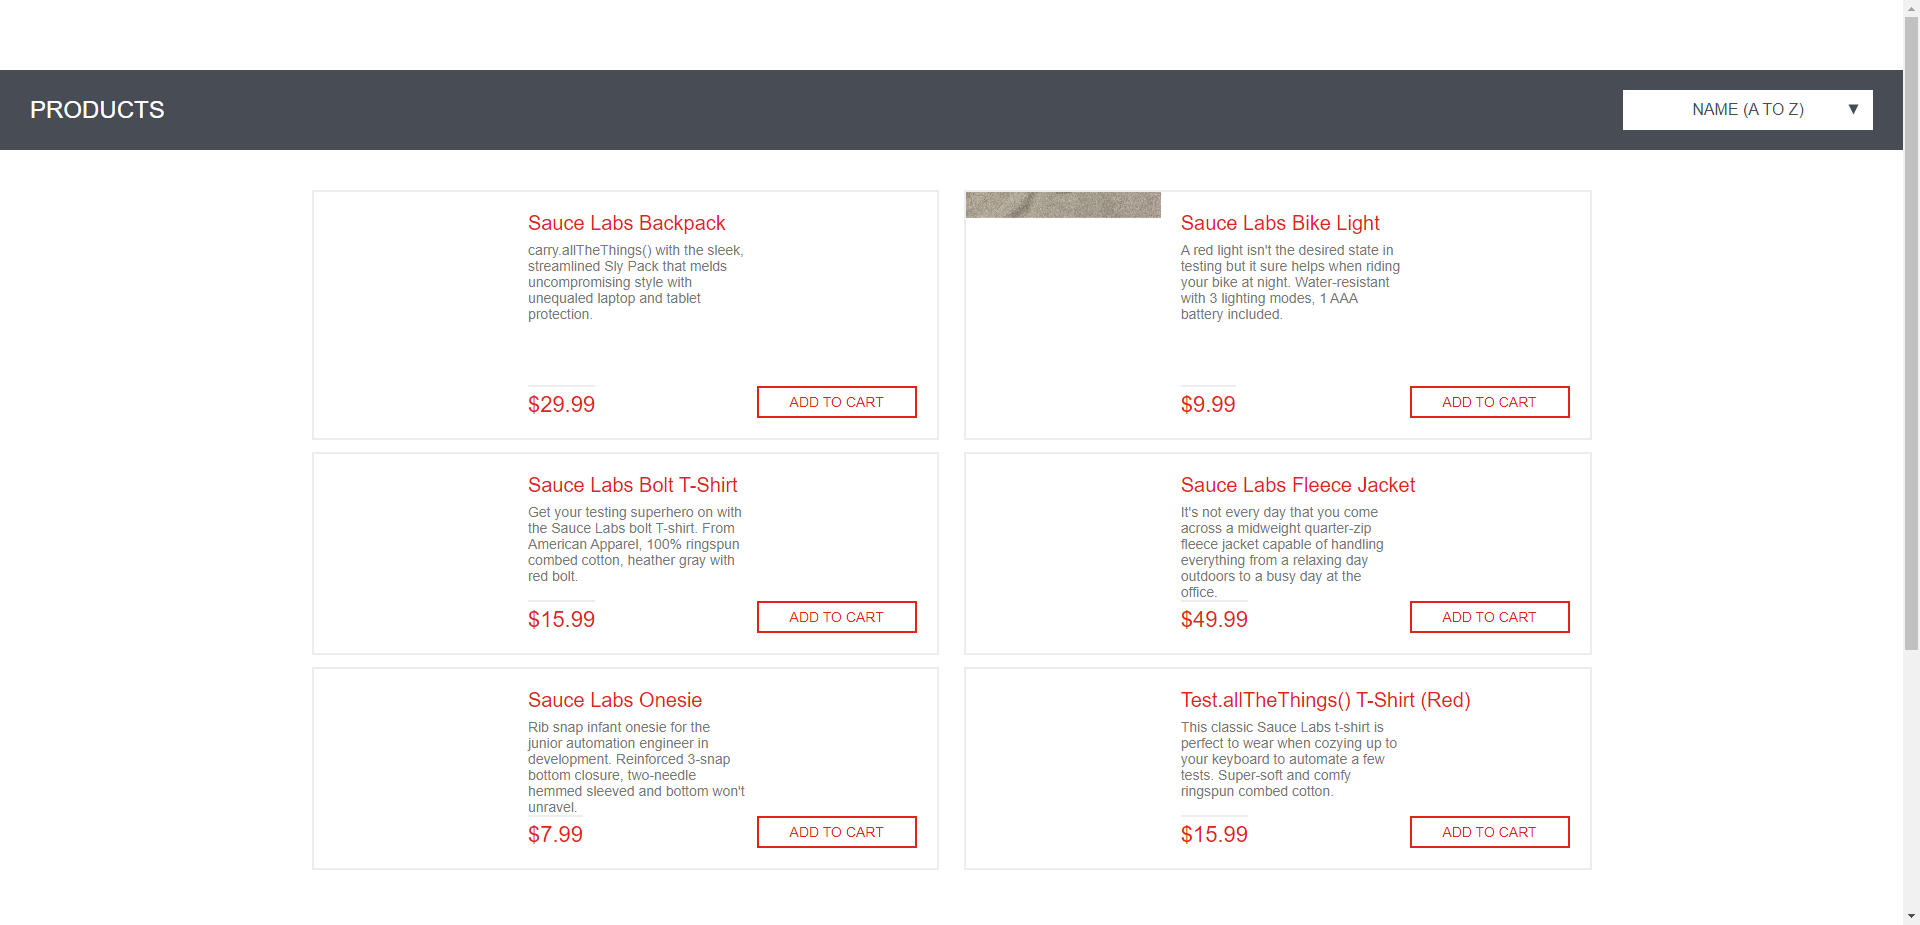 PRODUCTS
NAME (A TO Z)
Sauce Labs Backpack
carry.allTheThings() with the sleek,
streamlined Sly Pack that melds
uncompromising style with
unequaled laptop and tablet
protection.
$29.99
ADD TO CART
Sauce Labs Bike Light
A red light isn't the desired state in
testing but it sure helps when riding
your bike at night. Water-resistant
with 3 lighting modes, 1 AAA
battery included.
$9.99
ADD TO CART
Sauce Labs Bolt T-Shirt
Get your testing superhero on with
the Sauce Labs bolt T-shirt. From
American Apparel, 100% ringspun
combed cotton, heather gray with
red bolt.
$15.99
ADD TO CART
Sauce Labs Fleece Jacket
It's not every day that you come
across a midweight quarter-zip
fleece jacket capable of handling
everything from a relaxing day
outdoors to a busy day at the
office.
$49.99
ADD TO CART
Sauce Labs Onesie
Rib snap infant onesie for the
junior automation engineer in
development. Reinforced 3-snap
bottom closure, two-needle
hemmed sleeved and bottom won't
unravel.
$7.99
ADD TO CART
Test.allTheThings() T-Shirt (Red)
This classic Sauce Labs t-shirt is
perfect to wear when cozying up to
your keyboard to automate a few
tests. Super-soft and comfy
ringspun combed cotton.
$15.99
ADD TO CART